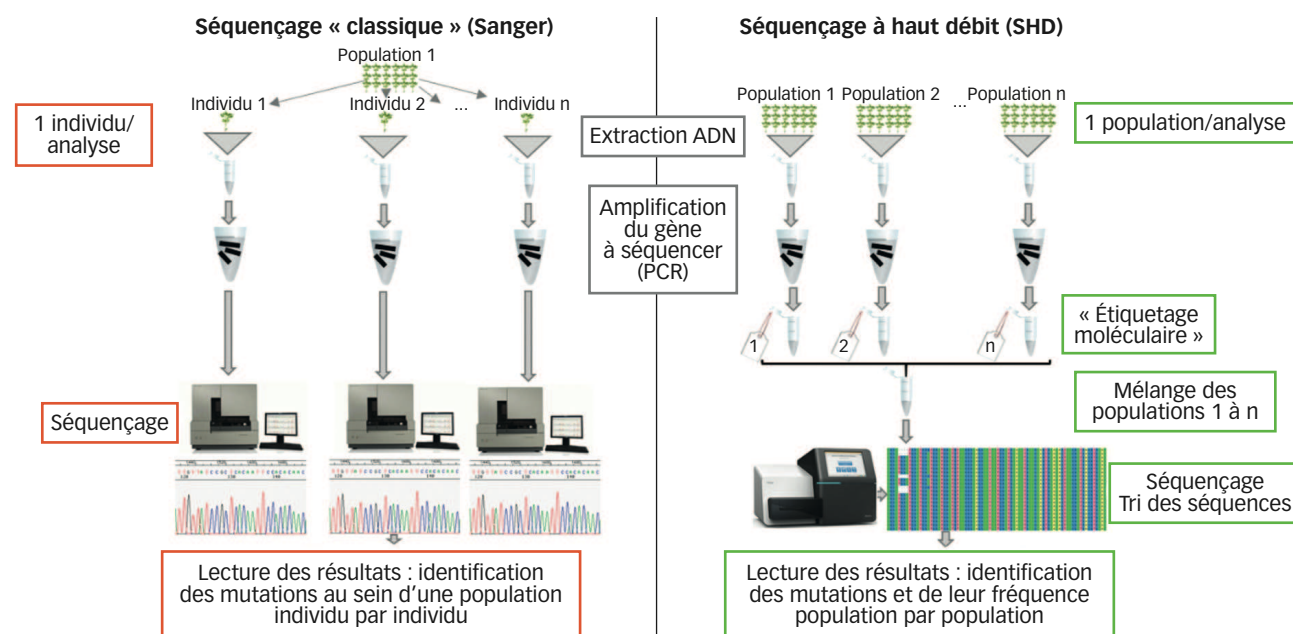 Séquençage « classique » (Sanger)
Population 1
Individu 1
Individu 2
...
Individu n
1 individu/
analyse
Séquençage
Lecture des résultats : identification
des mutations au sein d’une population
individu par individu
Extraction ADN
Amplification
du gène
à séquencer
(PCR)
Séquençage à haut débit (SHD)
Population 1
Population 2
...
Population n
1 population/analyse
1
2
n
« Étiquetage
moléculaire »
Mélange des
populations 1 à n
Séquençage
Tri des séquences
Lecture des résultats : identification
des mutations et de leur fréquence
population par population